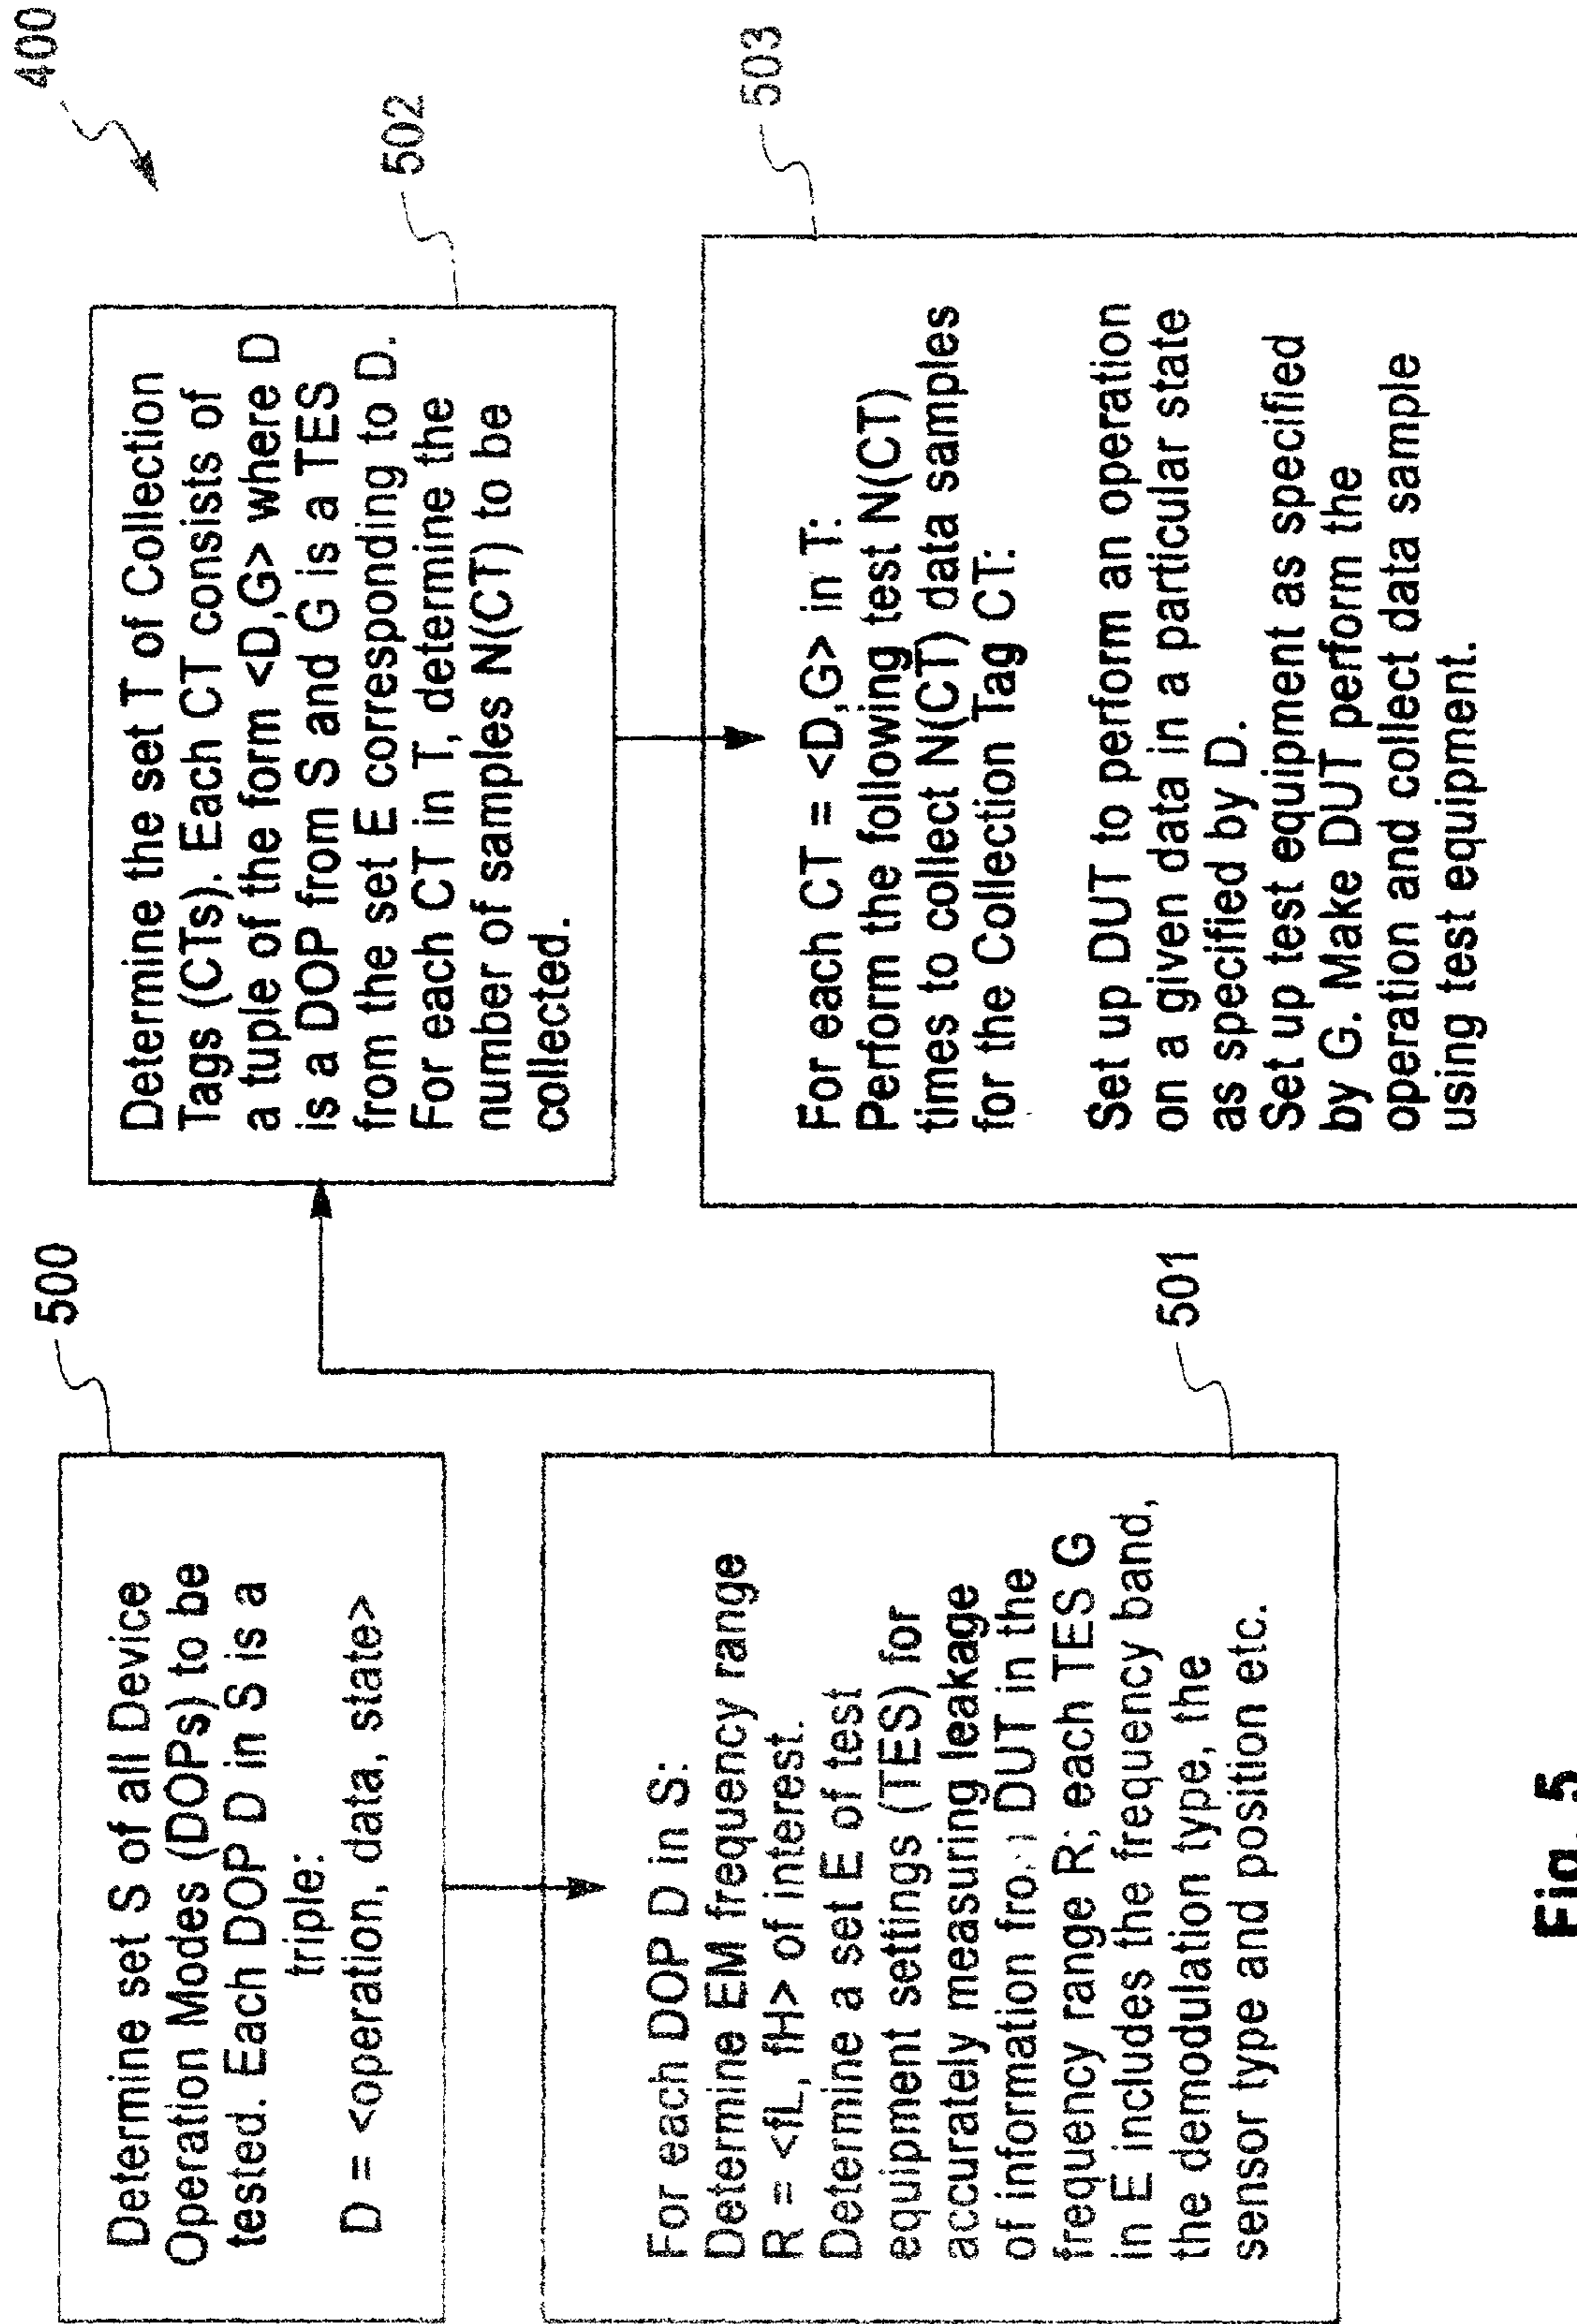 400
500
Determine set S of all Device
Operation Modes (DOPs) to be
tested. Each DOP D in S is a
triple:
D = <operation, data, state>
501
For each DOP D in S:
Determine EM frequency range
R = <fL, fH> of interest.
Determine a set E of test
equipment settings (TES) for
accurately measuring leakage
of information from DUT in the
frequency range R; each TES G
in E includes the frequency band,
the demodulation type, the
sensor type and position etc.
502
Determine the set T of Collection
Tags (CTs). Each CT consists of
a tuple of the form <D,G> where D
is a DOP from S and G is a TES
from the set E corresponding to D.
For each CT in T, determine the
number of samples N(CT) to be
collected.
503
For each CT = <D,G> in T:
Perform the following test N(CT)
times to collect N(CT) data samples
for the Collection Tag CT:
Set up DUT to perform an operation
on a given data in a particular state
as specified by D.
Set up test equipment as specified
by G. Make DUT perform the
operation and collect data sample
using test equipment.
Fig. 5